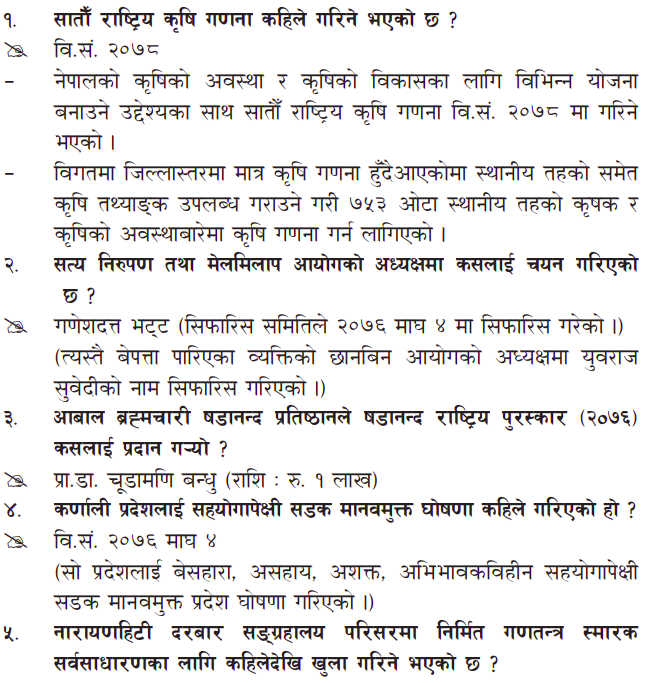 १. सातौँ राष्ट्रिय कृषि गणना कहिले गरिने भएको छ ?
वि.सं. २०७८
– नेपालको कृषिको अवस्था र कृषिको विकासका लागि विभिन्न योजना
बनाउने उद्देश्यका साथ सातौँ राष्ट्रिय कृषि गणना वि.सं. २०७८ मा गरिने
भएको ।
– विगतमा जिल्लास्तरमा मात्र कृषि गणना हुँदैआएकोमा स्थानीय तहको समेत
कृषि तथ्याङ्क उपलब्ध गराउने गरी ७५३ ओटा स्थानीय तहको कृषक र
कृषिको अवस्थाबारेमा कृषि गणना गर्न लागिएको ।
२. सत्य निरुपण तथा मेलमिलाप आयोगको अध्यक्षमा कसलाई चयन गरिएको
छ ?
गणेशदत्त भट्ट (सिफारिस समितिले २०७६ माघ ४ मा सिफारिस गरेको ।)
(त्यस्तै बेपत्ता पारिएका व्यक्तिको छानबिन आयोगको अध्यक्षमा युवराज
सुवेदीको नाम सिफारिस गरिएको ।)
३. आबाल ब्रह्मचारी षडानन्द प्रतिष्ठानले षडानन्द राष्ट्रिय पुरस्कार (२०७६)
कसलाई प्रदान गर्‍यो ?
प्रा.डा. चूडामणि बन्धु (राशि : रु. १ लाख)
४. कर्णाली प्रदेशलाई सहयोगापेक्षी सडक मानवमुक्त घोषणा कहिले गरिएको हो ?
वि.सं. २०७६ माघ ४
(सो प्रदेशलाई बेसहारा, असहाय, अशक्त, अभिभावकविहीन सहयोगापेक्षी
सडक मानवमुक्त प्रदेश घोषणा गरिएको ।)
५. नारायणहिटी दरबार सङ्ग्रहालय परिसरमा निर्मित गणतन्त्र स्मारक
सर्वसाधारणका लागि कहिलेदेखि खुला गरिने भएको छ ?